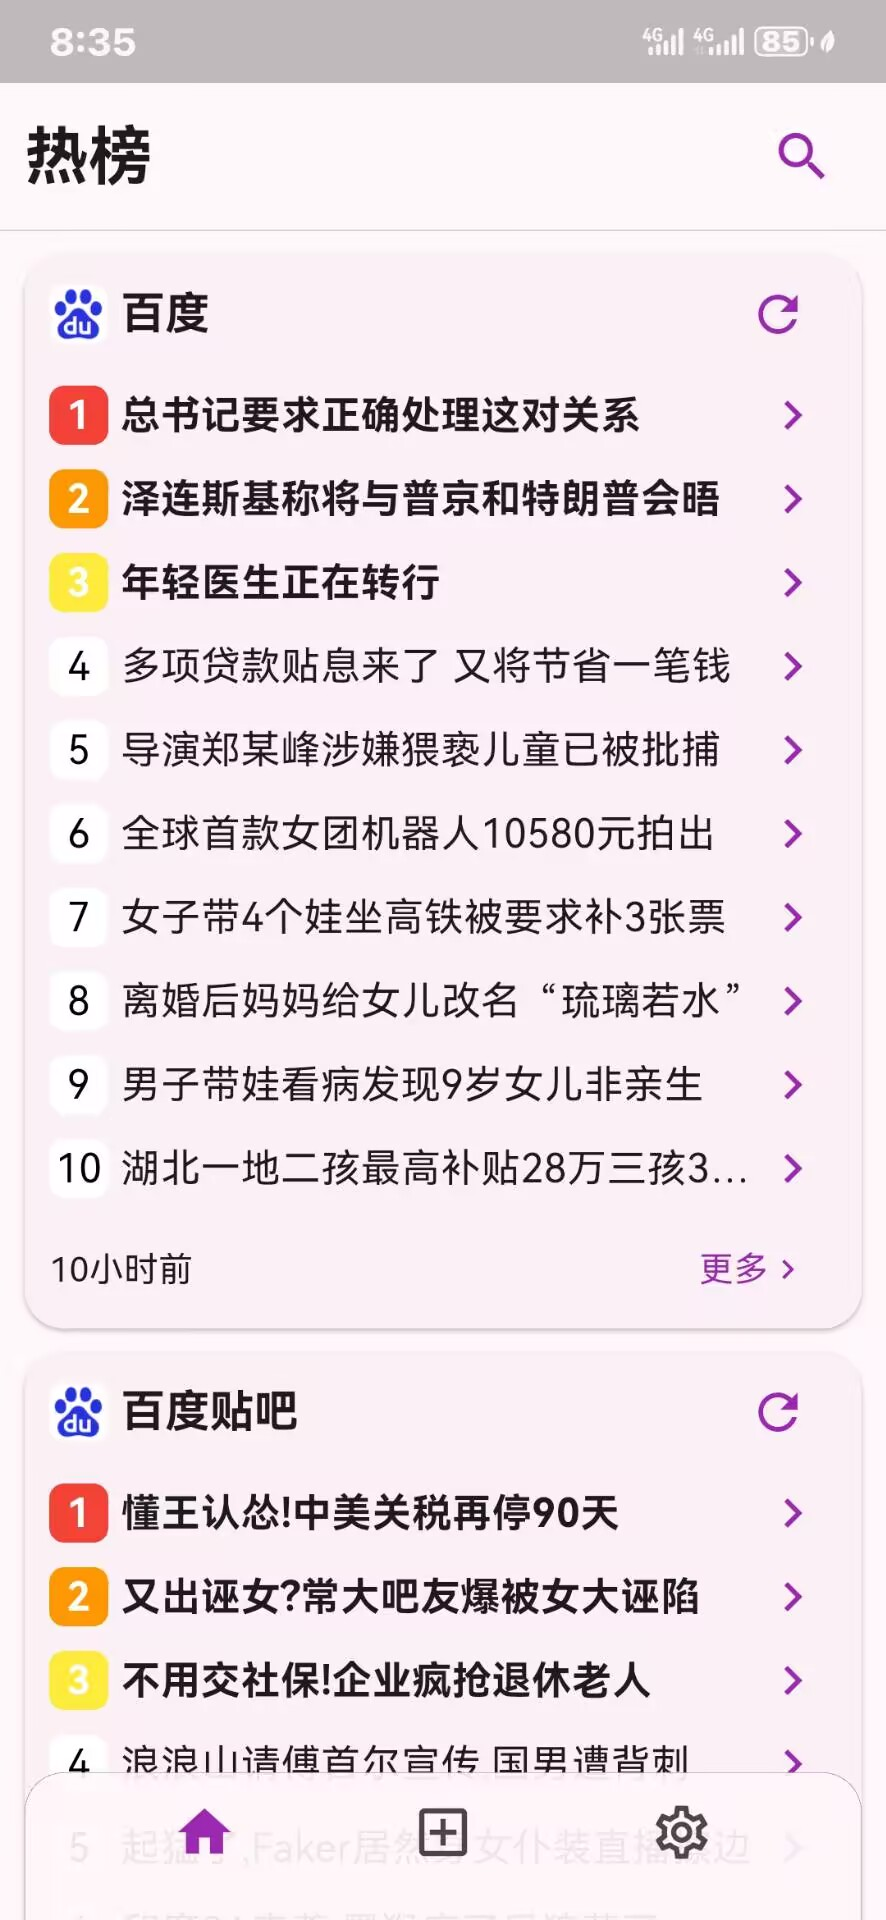 8:35
4G 4G 85
热榜
du 百度
1 总书记要求正确处理这对关系
2 泽连斯基称将与普京和特朗普会晤
3 年轻医生正在转行
4 多项贷款贴息来了 又将节省一笔钱
5 导演郑某峰涉嫌猥亵儿童已被批捕
6 全球首款女团机器人10580元拍出
7 女子带4个娃坐高铁被要求补3张票
8 离婚后妈妈给女儿改名“琉璃若水”
9 男子带娃看病发现9岁女儿非亲生
10 湖北一地二孩最高补贴28万三孩3...
10小时前 更多
du 百度贴吧
1 懂王认怂!中美关税再停90天
2 又出诬女?常大吧友爆被女大诬陷
3 不用交社保!企业疯抢退休老人
4 浪浪山请傅首尔宣传 国男遭背刺
5 起猛了,Faker居然 女仆装直播 边